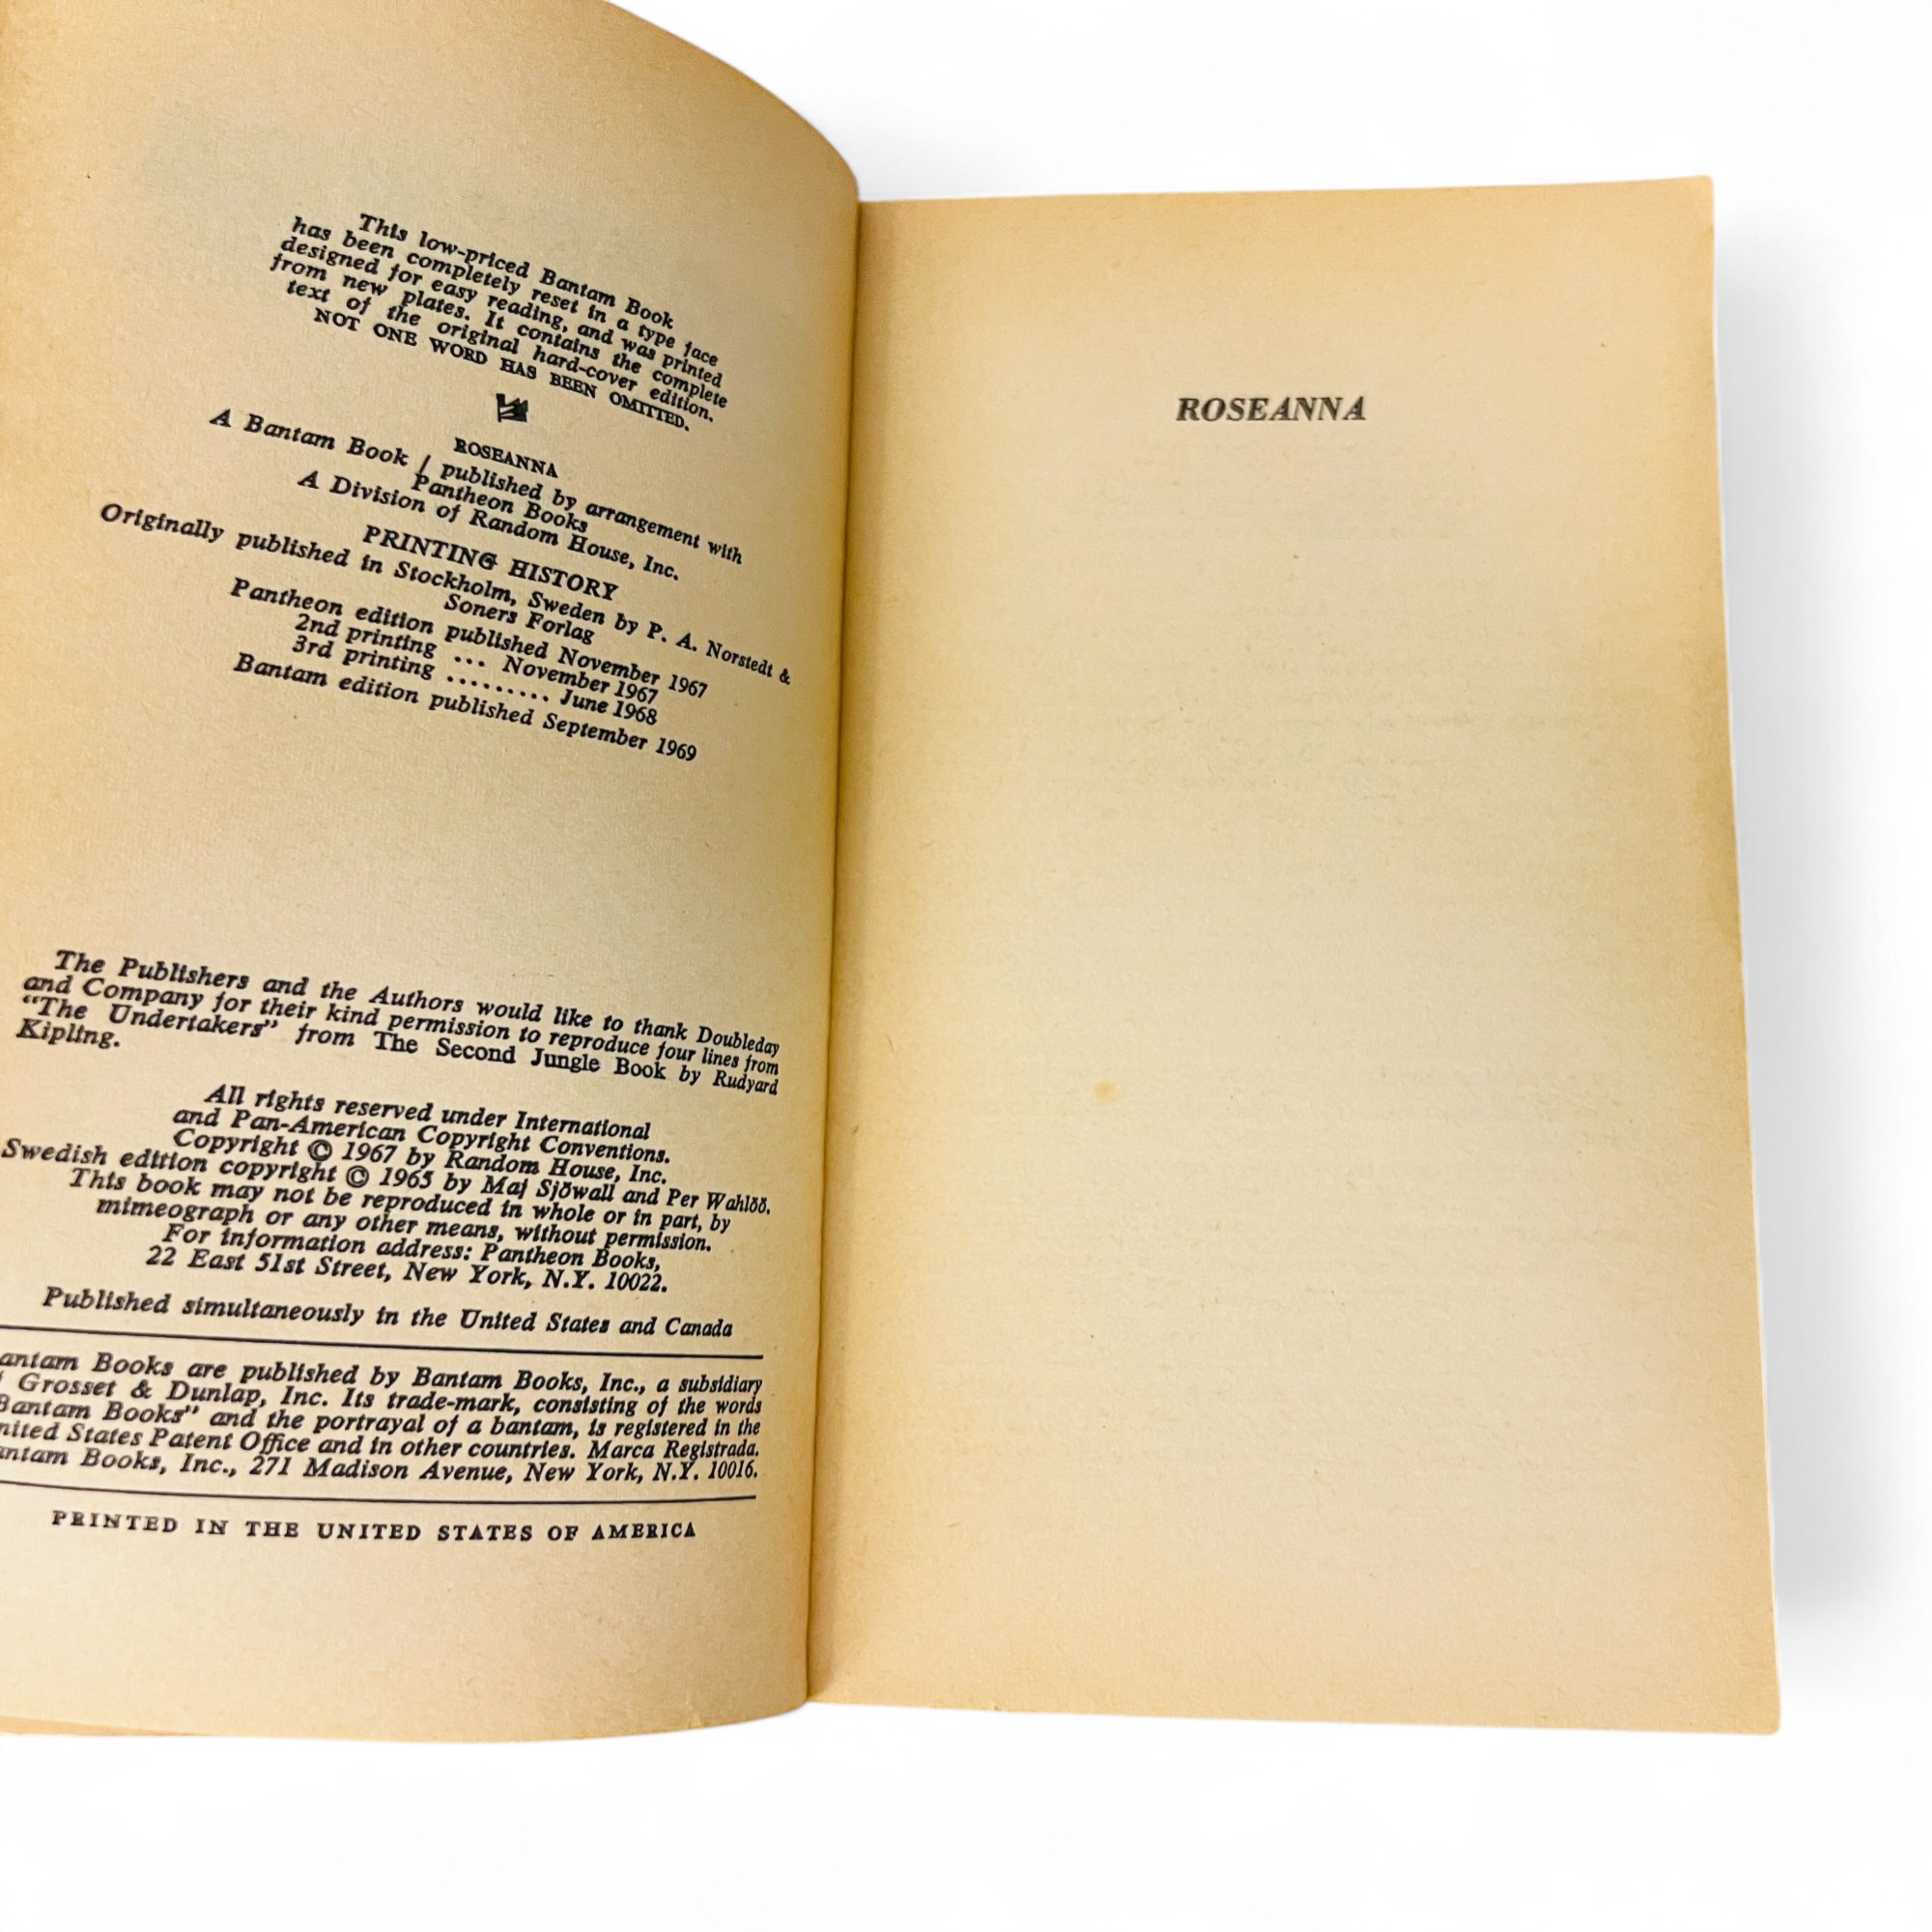 This low-priced Bantam Book
has been completely reset in a type face
designed for easy reading, and was printed
from new plates. It contains the complete
text of the original hard-cover edition.
NOT ONE WORD HAS BEEN OMITTED.
ROSEANNA
A Bantam Book / published by arrangement with
Pantheon Books
A Division of Random House, Inc.
PRINTING HISTORY
Originally published in Stockholm, Sweden by P. A. Norstedt &
Soners Forlag
Pantheon edition published November 1967
2nd printing ... November 1967
3rd printing ......... June 1968
Bantam edition published September 1969
The Publishers and the Authors would like to thank Doubleday
and Company for their kind permission to reproduce four lines from
"The Undertakers" from The Second Jungle Book by Rudyard
Kipling.
All rights reserved under International
and Pan-American Copyright Conventions.
Copyright © 1967 by Random House, Inc.
Swedish edition copyright © 1965 by Maj Sjöwall and Per Wahlöö.
This book may not be reproduced in whole or in part, by
mimeograph or any other means, without permission.
For information address: Pantheon Books,
22 East 51st Street, New York, N.Y. 10022.
Published simultaneously in the United States and Canada
antam Books are published by Bantam Books, Inc., a subsidiary
Grosset & Dunlap, Inc. Its trade-mark, consisting of the words
Bantam Books" and the portrayal of a bantam, is registered in the
nited States Patent Office and in other countries. Marca Registrada.
antam Books, Inc., 271 Madison Avenue, New York, N.Y. 10016.
PRINTED IN THE UNITED STATES OF AMERICA
ROSEANNA